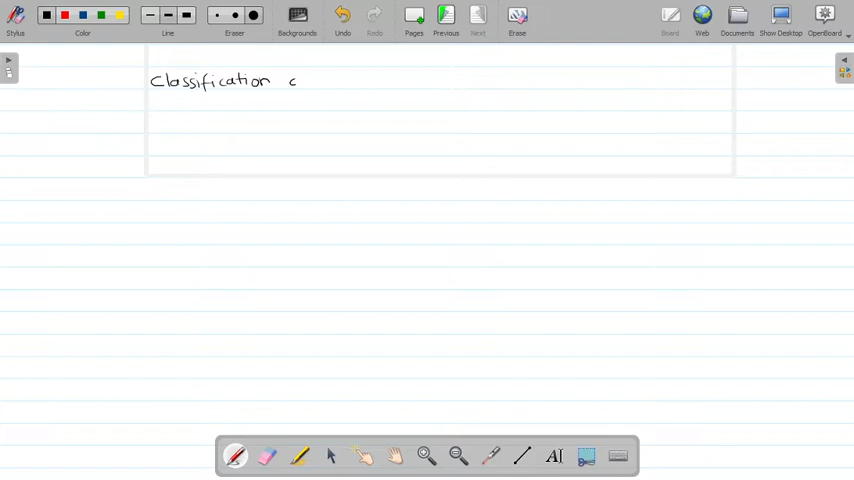 Stylus
Color
Line
Eraser
Backgrounds
Undo
Redo
Pages
Previous
Next
Erase
Board
Web
Documents
Show Desktop
OpenBoard
Classification c